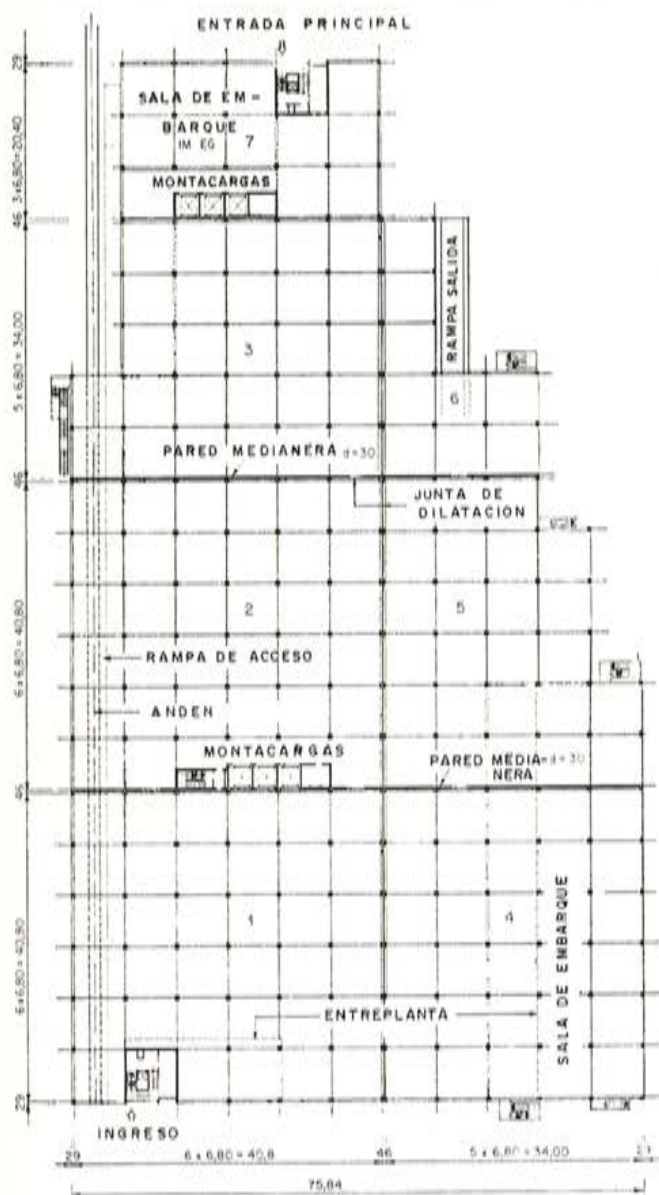 ENTRADA PRINCIPAL
8
SALA DE EM=
BARQUE
IM EG
7
MONTACARGAS
RAMPA SALIDA
3
6
PARED MEDIANERA d=30
JUNTA DE
DILATACION
2
5
RAMPA DE ACCESO
ANDEN
MONTACARGAS
PARED MEDIA= d=30
NERA
1
4
SALA DE EMBARQUE
ENTREPLANTA
INGRESO
29
3x6,80=20,40
46
5x6,80=34,00
46
6x6,80=40,80
46
6x6,80=40,80
29
29
6x6,80=40,8
46
5x6,80=34,00
75,84